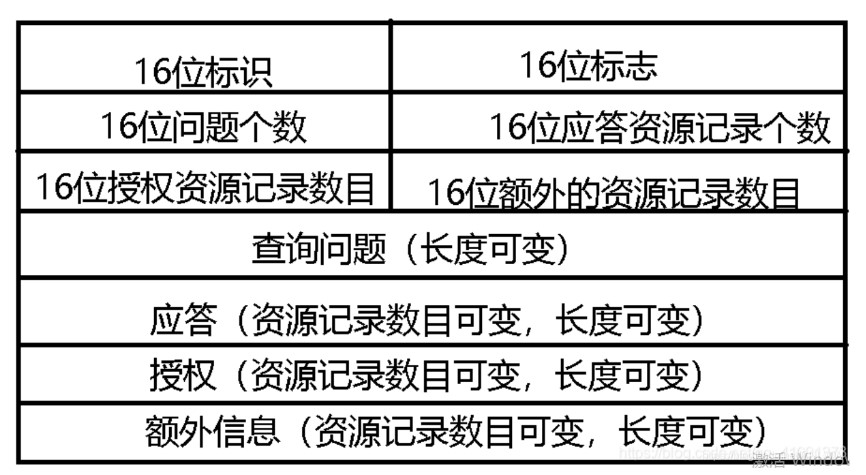 16位标识
16位标志
16位问题个数
16位应答资源记录个数
16位授权资源记录数目
16位额外的资源记录数目
查询问题（长度可变）
应答（资源记录数目可变，长度可变）
授权（资源记录数目可变，长度可变）
额外信息（资源记录数目可变，长度可变）
激活 Window